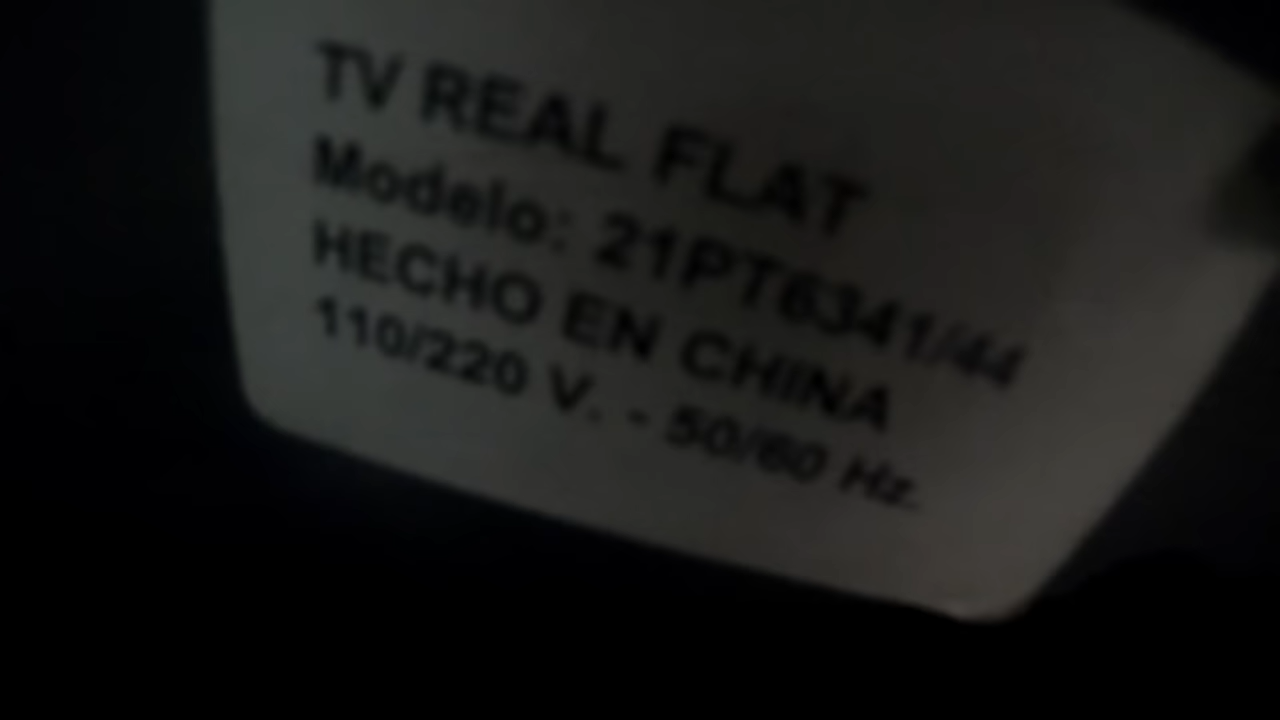 TV REAL FLAT
Modelo: 21PT6341/44
HECHO EN CHINA
110/220 V. - 50/60 Hz.